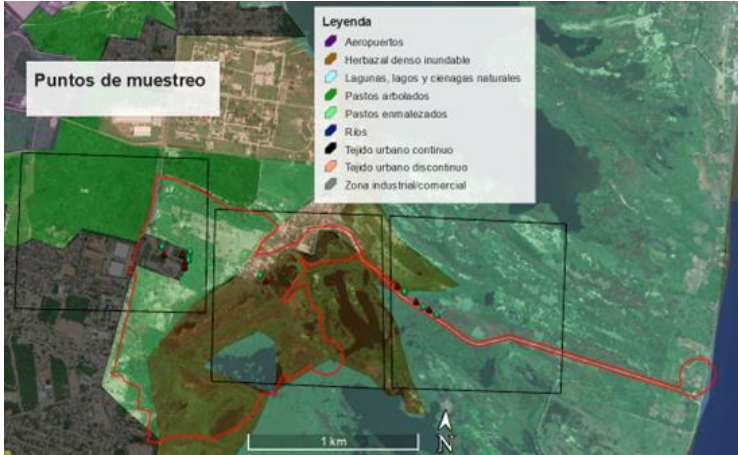 Puntos de muestreo
Leyenda
Aeropuertos
Herbazal denso inundable
Lagunas, lagos y cienagas naturales
Pastos arbolados
Pastos enmalezados
Ríos
Tejido urbano continuo
Tejido urbano discontinuo
Zona industrial/comercial
1 km
N